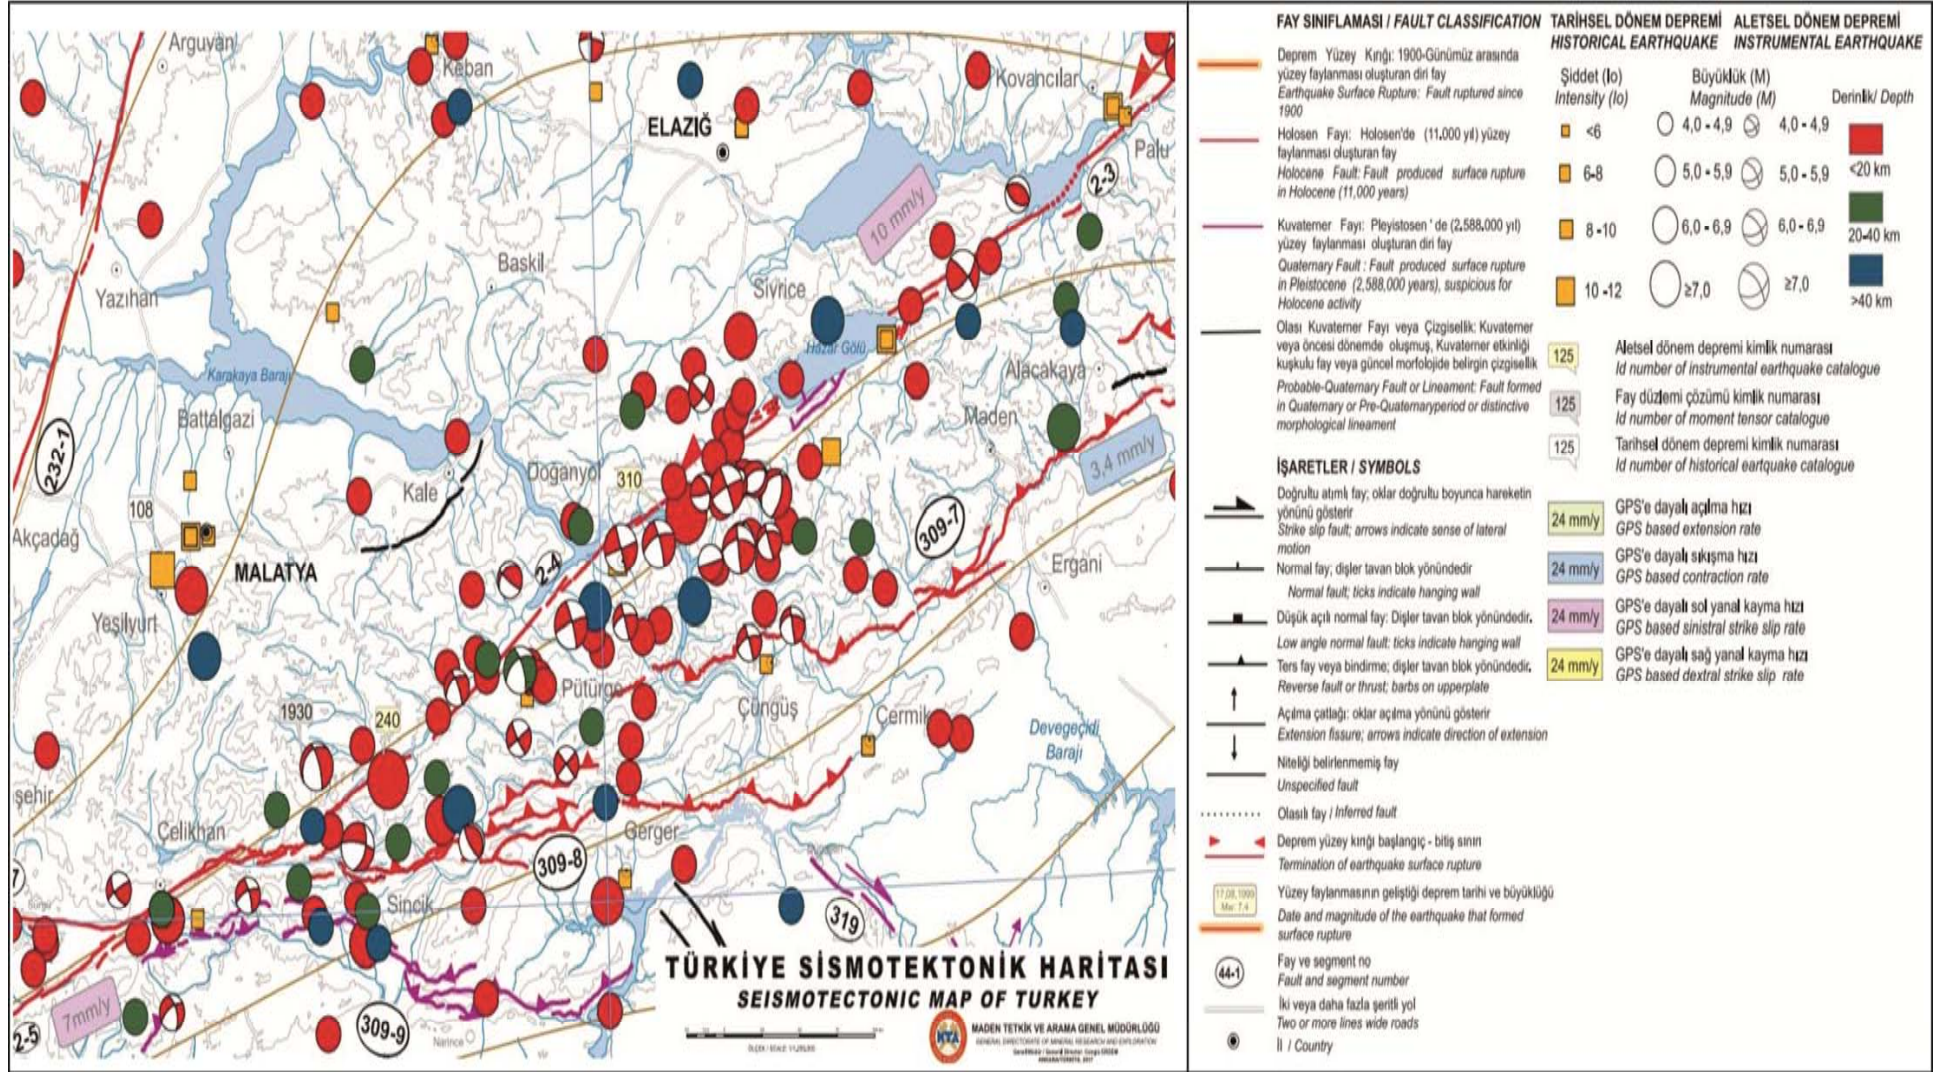 Arguvan
Keban
Kovancılar
ELAZIĞ
Palu
2-3
10 mm/y
Baskil
Yazıhan
Sivrice
Hazar Gölü
Karakaya Barajı
Alacakaya
Battalgazi
Maden
232-1
3.4 mm/y
Doğanyol
310
Kale
108
Akçadağ
309-7
MALATYA
2-4
Ergani
Yeşilyurt
Pütürge
Çüngüş
1930
240
Çermik
Devegeçidi
Barajı
şehir
Çelikhan
Gerger
309-8
7
Sincik
319
7mm/y
2-5
309-9
Narince
TÜRKİYE SİSMOTEKTONİK HARİTASI
SEISMOTECTONIC MAP OF TURKEY
MADEN TETKİK VE ARAMA GENEL MÜDÜRLÜĞÜ
GENERAL DIRECTORATE OF MINERAL RESEARCH AND EXPLORATION
FAY SINIFLAMASI / FAULT CLASSIFICATION
Deprem Yüzey Kırığı: 1900-Günümüz arasında
yüzey faylanması oluşturan diri fay
Earthquake Surface Rupture: Fault ruptured since
1900
Holosen Fayı: Holosen'de (11.000 yıl) yüzey
faylanması oluşturan fay
Holocene Fault: Fault produced surface rupture
in Holocene (11,000 years)
Kuvaterner Fayı: Pleyistosen ' de (2.588.000 yıl)
yüzey faylanması oluşturan diri fay
Quaternary Fault : Fault produced surface rupture
in Pleistocene (2,588,000 years), suspicious for
Holocene activity
Olası Kuvaterner Fayı veya Çizgisellik: Kuvaterner
veya öncesi dönemde oluşmuş, Kuvaterner etkinliği
kuşkulu fay veya güncel morfolojide belirgin çizgisellik
Probable-Quaternary Fault or Lineament: Fault formed
in Quaternary or Pre-Quaternaryperiod or distinctive
morphological lineament
İŞARETLER / SYMBOLS
Doğrultu atımlı fay; oklar doğrultu boyunca hareketin
yönünü gösterir
Strike slip fault; arrows indicate sense of lateral
motion
Normal fay; dişler tavan blok yönündedir
Normal fault; ticks indicate hanging wall
Düşük açılı normal fay: Dişler tavan blok yönündedir.
Low angle normal fault: ticks indicate hanging wall
Ters fay veya bindirme; dişler tavan blok yönündedir.
Reverse fault or thrust; barbs on upperplate
Açılma çatlağı: oklar açılma yönünü gösterir
Extension fissure; arrows indicate direction of extension
Niteliği belirlenmemiş fay
Unspecified fault
Olasılı fay / Inferred fault
Deprem yüzey kırığı başlangıç - bitiş sınırı
Termination of earthquake surface rupture
17.08.1999
Mw: 7.4
Yüzey faylanmasının geliştiği deprem tarihi ve büyüklüğü
Date and magnitude of the earthquake that formed
surface rupture
44-1
Fay ve segment no
Fault and segment number
İki veya daha fazla şeritli yol
Two or more lines wide roads
İl / Country
TARİHSEL DÖNEM DEPREMİ
HISTORICAL EARTHQUAKE
Şiddet (Io)
Intensity (Io)
<6
6-8
8-10
10 -12
ALETSEL DÖNEM DEPREMİ
INSTRUMENTAL EARTHQUAKE
Büyüklük (M)
Magnitude (M)
Derinlik/ Depth
4,0 - 4,9
4,0 - 4,9
<20 km
5,0 - 5,9
5,0 - 5,9
20-40 km
6,0 - 6,9
6,0 - 6,9
>40 km
≥7,0
≥7,0
125
Aletsel dönem depremi kimlik numarası
Id number of instrumental earthquake catalogue
125
Fay düzlemi çözümü kimlik numarası
Id number of moment tensor catalogue
125
Tarihsel dönem depremi kimlik numarası
Id number of historical eartquake catalogue
24 mm/y
GPS'e dayalı açılma hızı
GPS based extension rate
24 mm/y
GPS'e dayalı sıkışma hızı
GPS based contraction rate
24 mm/y
GPS'e dayalı sol yanal kayma hızı
GPS based sinistral strike slip rate
24 mm/y
GPS'e dayalı sağ yanal kayma hızı
GPS based dextral strike slip rate